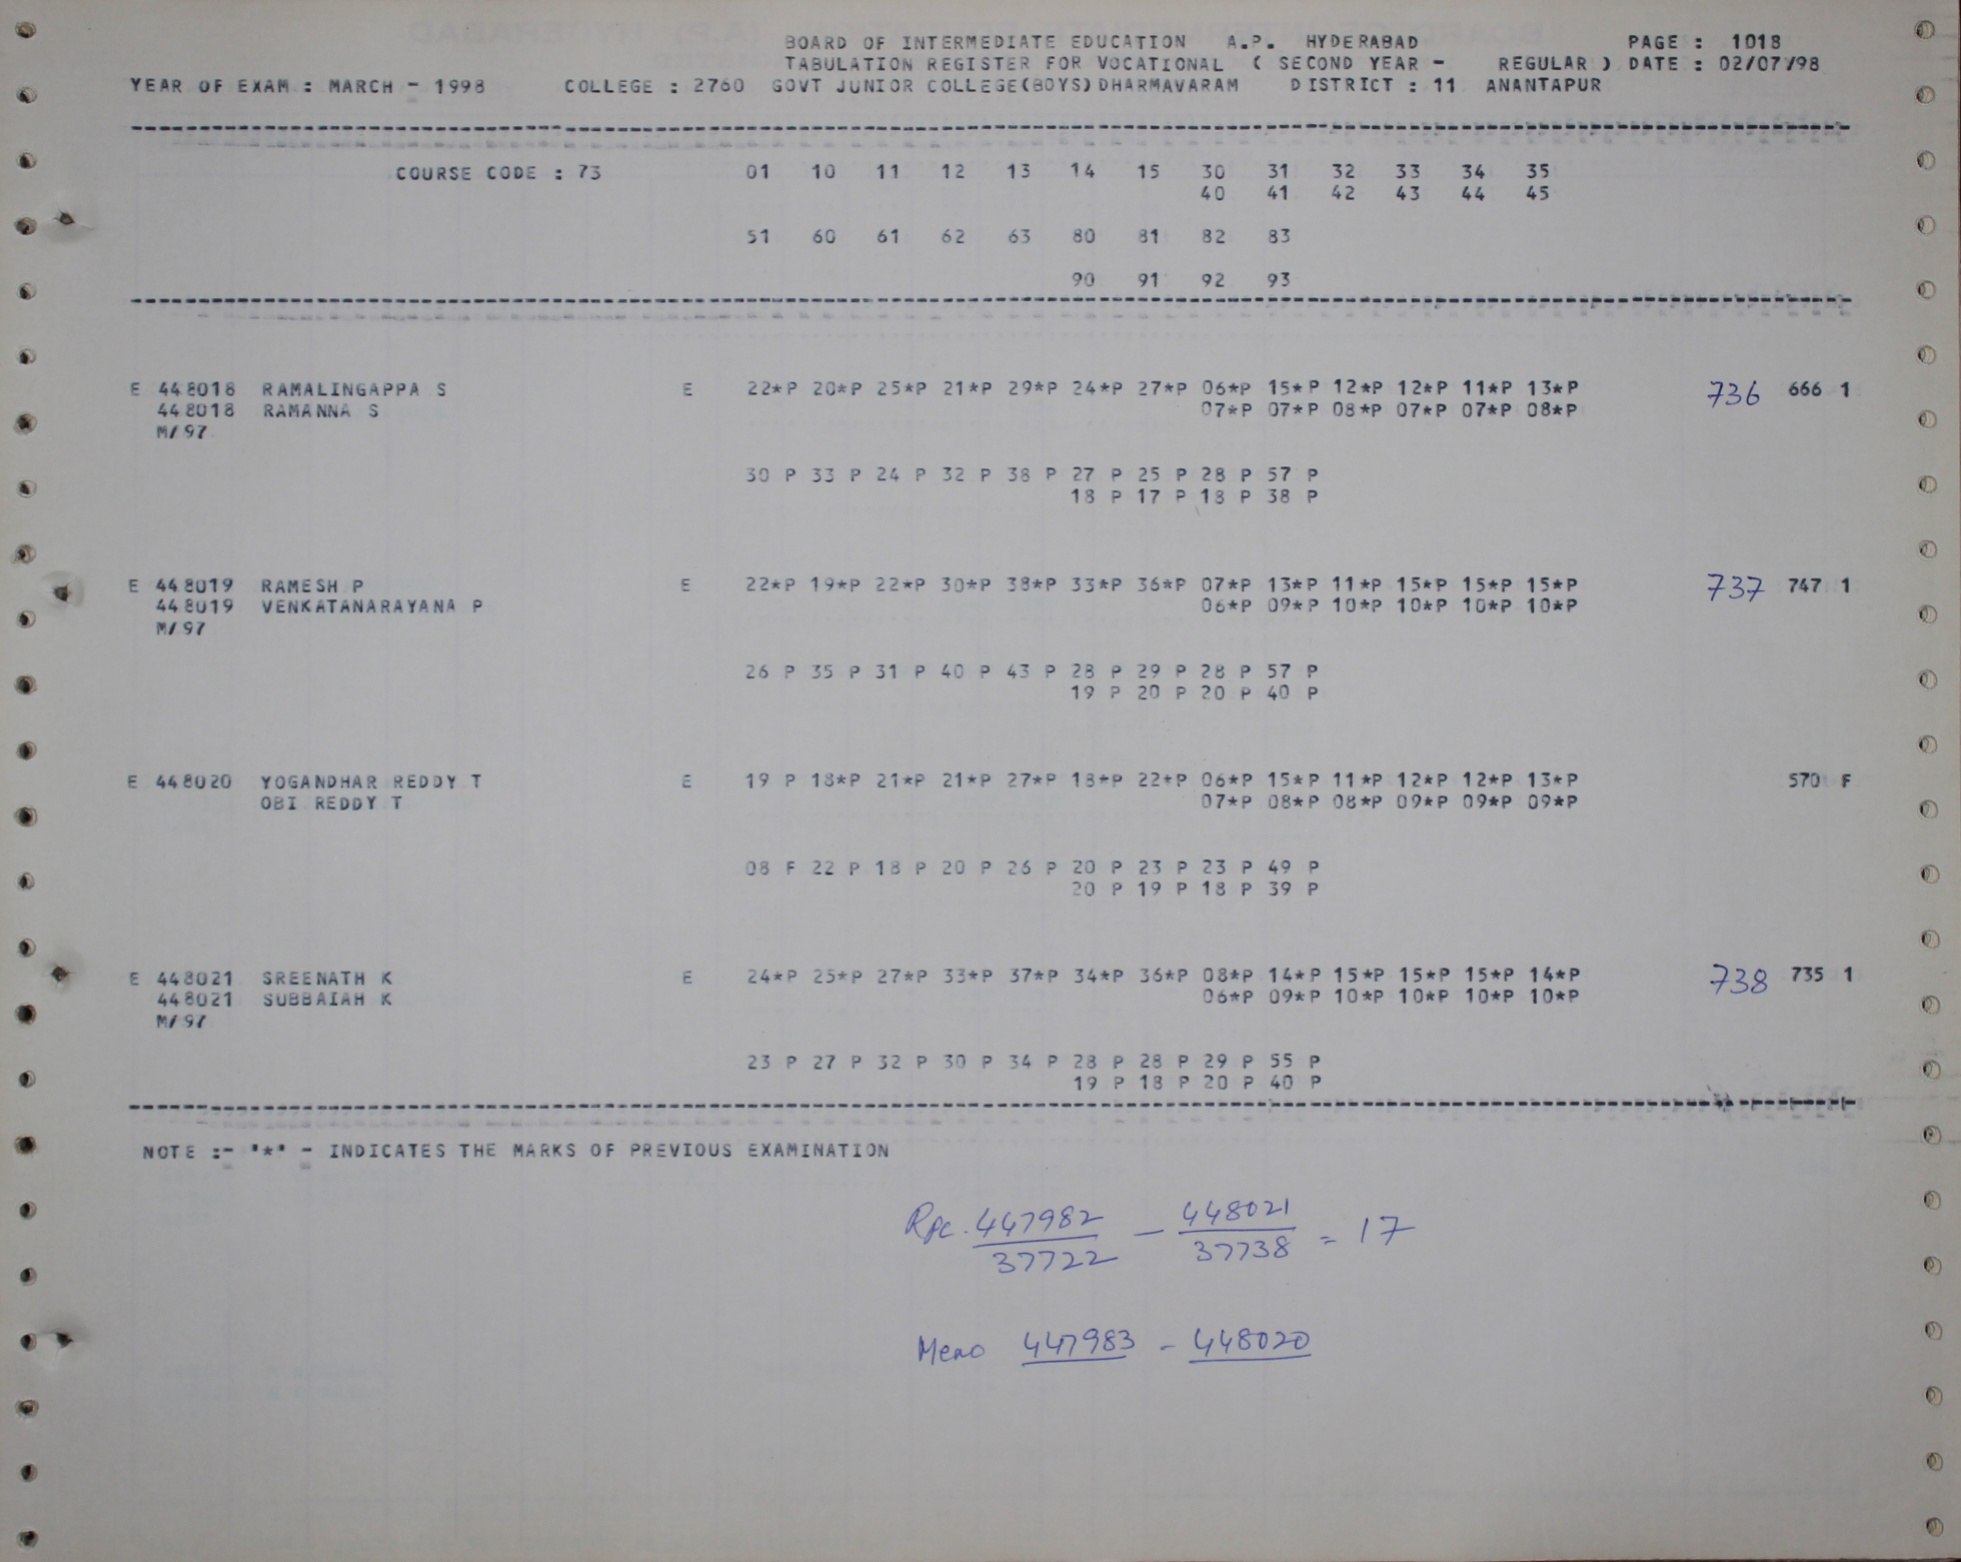 BOARD OF INTERMEDIATE EDUCATION A.P. HYDERABAD PAGE : 1018
TABULATION REGISTER FOR VOCATIONAL ( SECOND YEAR - REGULAR ) DATE : 02/07/98
YEAR OF EXAM : MARCH - 1998 COLLEGE : 2760 GOVT JUNIOR COLLEGE(BOYS)DHARMAVARAM DISTRICT : 11 ANANTAPUR
COURSE CODE : 73 01 10 11 12 13 14 15 30 31 32 33 34 35
40 41 42 43 44 45
51 60 61 62 63 80 81 82 83
90 91 92 93
E 448018 RAMALINGAPPA S E 22*P 20*P 25*P 21*P 29*P 24*P 27*P 06*P 15*P 12*P 12*P 11*P 13*P 736 666 1
448018 RAMANNA S 07*P 07*P 08*P 07*P 07*P 08*P
M/97
30 P 33 P 24 P 32 P 38 P 27 P 25 P 28 P 57 P
18 P 17 P 18 P 38 P
E 448019 RAMESH P E 22*P 19*P 22*P 30*P 38*P 33*P 36*P 07*P 13*P 11*P 15*P 15*P 15*P 737 747 1
448019 VENKATANARAYANA P 06*P 09*P 10*P 10*P 10*P 10*P
M/97
26 P 35 P 31 P 40 P 43 P 28 P 29 P 28 P 57 P
19 P 20 P 20 P 40 P
E 448020 YOGANDHAR REDDY T E 19 P 18*P 21*P 21*P 27*P 18*P 22*P 06*P 15*P 11*P 12*P 12*P 13*P 570 F
OBI REDDY T 07*P 08*P 08*P 09*P 09*P 09*P
08 F 22 P 18 P 20 P 26 P 20 P 23 P 23 P 49 P
20 P 19 P 18 P 39 P
E 448021 SREENATH K E 24*P 25*P 27*P 33*P 37*P 34*P 36*P 08*P 14*P 15*P 15*P 15*P 14*P 738 735 1
448021 SUBBAIAH K 06*P 09*P 10*P 10*P 10*P 10*P
M/97
23 P 27 P 32 P 30 P 34 P 28 P 28 P 29 P 55 P
19 P 18 P 20 P 40 P
NOTE :- '*' - INDICATES THE MARKS OF PREVIOUS EXAMINATION
447982 - 448021 = 17
37722 37738
Memo 447983 - 448020